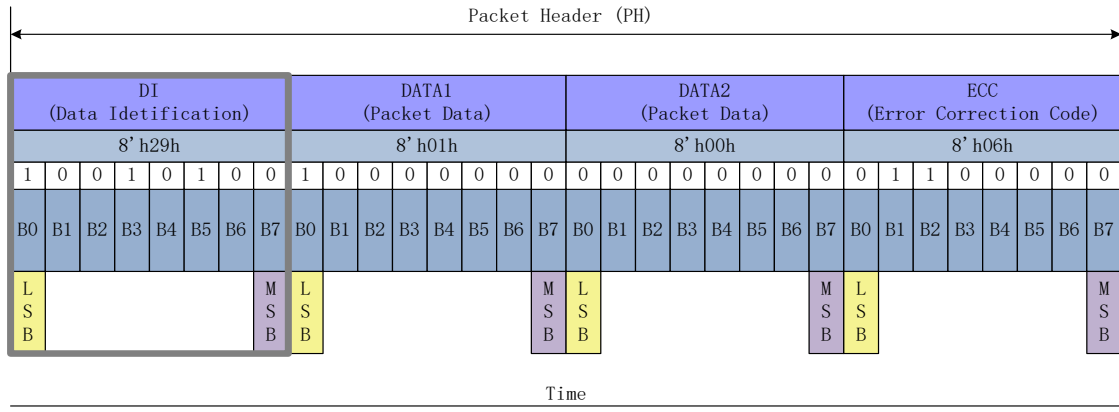 Packet Header (PH)
DI DATA1 DATA2 ECC
(Data Idetification) (Packet Data) (Packet Data) (Error Correction Code)
8'h29h 8'h01h 8'h00h 8'h06h
1 0 0 1 0 1 0 0 1 0 0 0 0 0 0 0 0 0 0 0 0 0 0 0 0 1 1 0 0 0 0 0
B0 B1 B2 B3 B4 B5 B6 B7 B0 B1 B2 B3 B4 B5 B6 B7 B0 B1 B2 B3 B4 B5 B6 B7 B0 B1 B2 B3 B4 B5 B6 B7
L M L M L M L M
S S S S S S S S
B B B B B B B B
Time